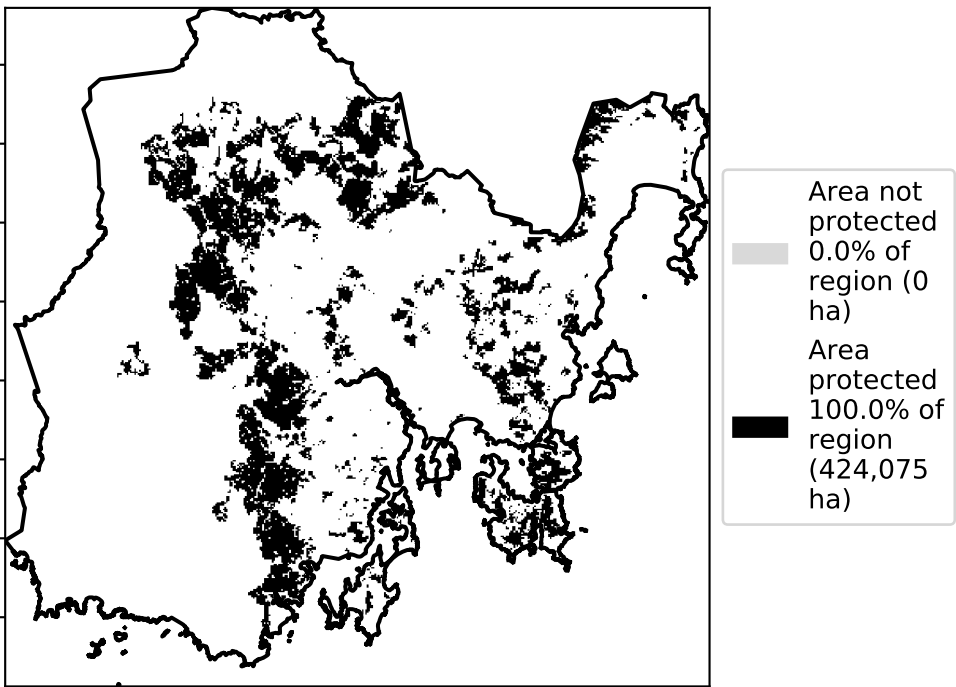 Area not
protected
0.0% of
region (0
ha)
Area
protected
100.0% of
region
(424,075
ha)